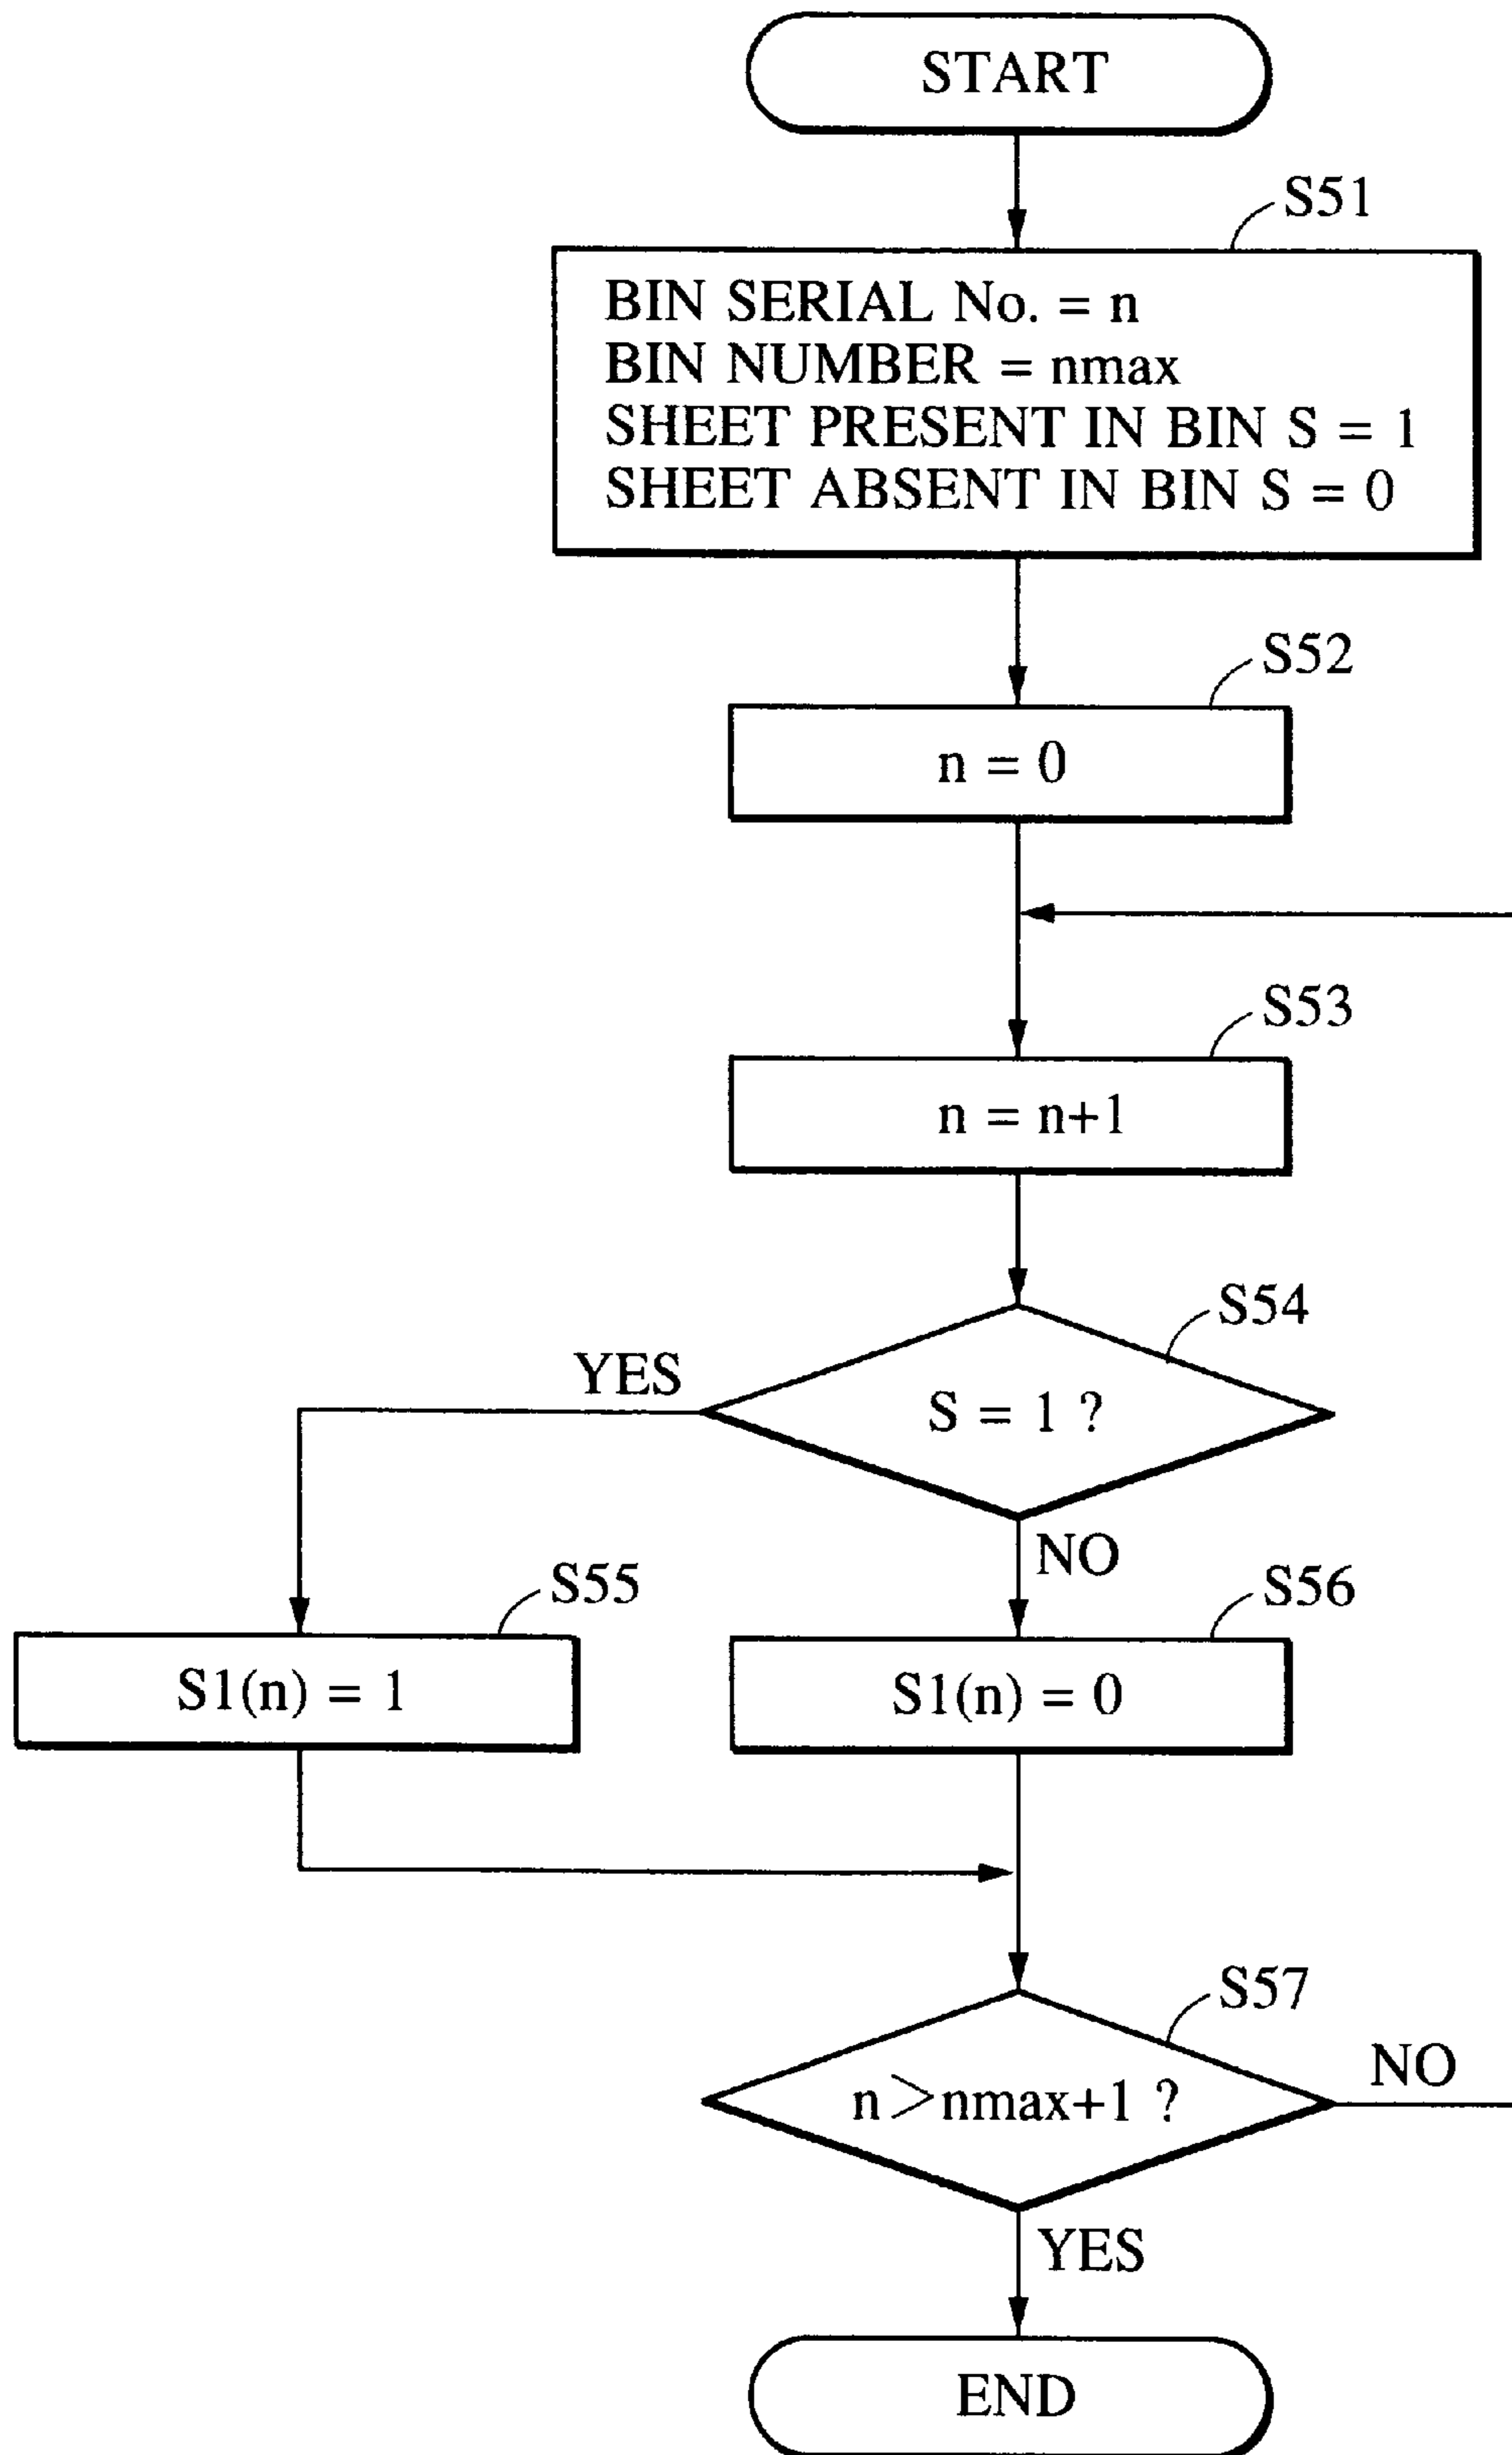 START
S51
BIN SERIAL No. = n
BIN NUMBER = nmax
SHEET PRESENT IN BIN S = 1
SHEET ABSENT IN BIN S = 0
S52
n = 0
S53
n = n+1
S54
YES
S = 1 ?
NO
S55
S56
S1(n) = 1
S1(n) = 0
S57
NO
n>nmax+1 ?
YES
END